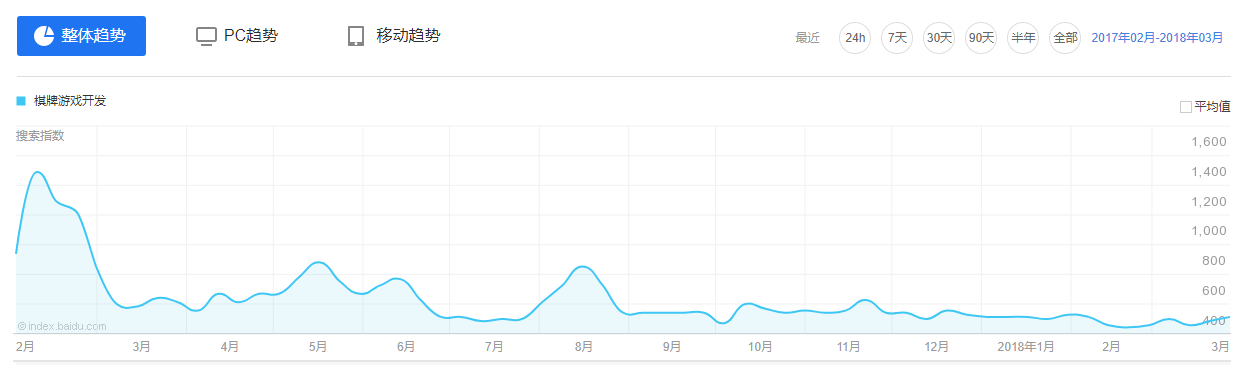 整体趋势 PC趋势 移动趋势 最近 24h 7天 30天 90天 半年 全部 2017年02月-2018年03月
棋牌游戏开发
平均值
搜索指数
1,600
1,400
1,200
1,000
800
600
400
© index.baidu.com
2月 3月 4月 5月 6月 7月 8月 9月 10月 11月 12月 2018年1月 2月 3月